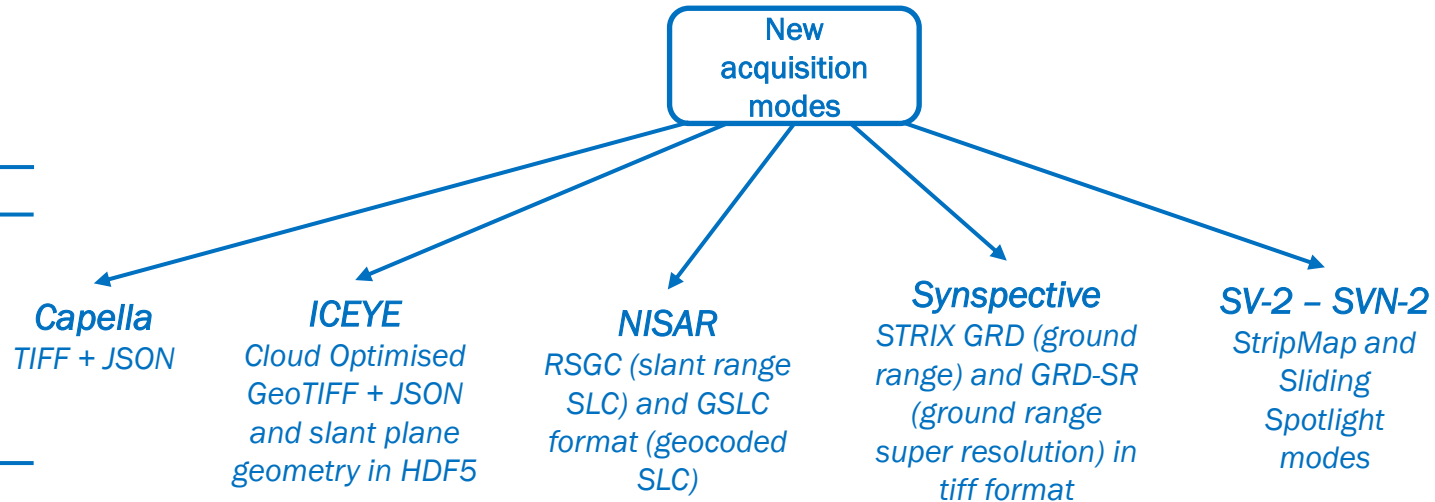 New
acquisition
modes
Capella
TIFF + JSON
ICEYE
Cloud Optimised
GeoTIFF + JSON
and slant plane
geometry in HDF5
NISAR
RSGC (slant range
SLC) and GSLC
format (geocoded
SLC)
Synspective
STRIX GRD (ground
range) and GRD-SR
(ground range
super resolution) in
tiff format
SV-2 – SVN-2
StripMap and
Sliding
Spotlight
modes